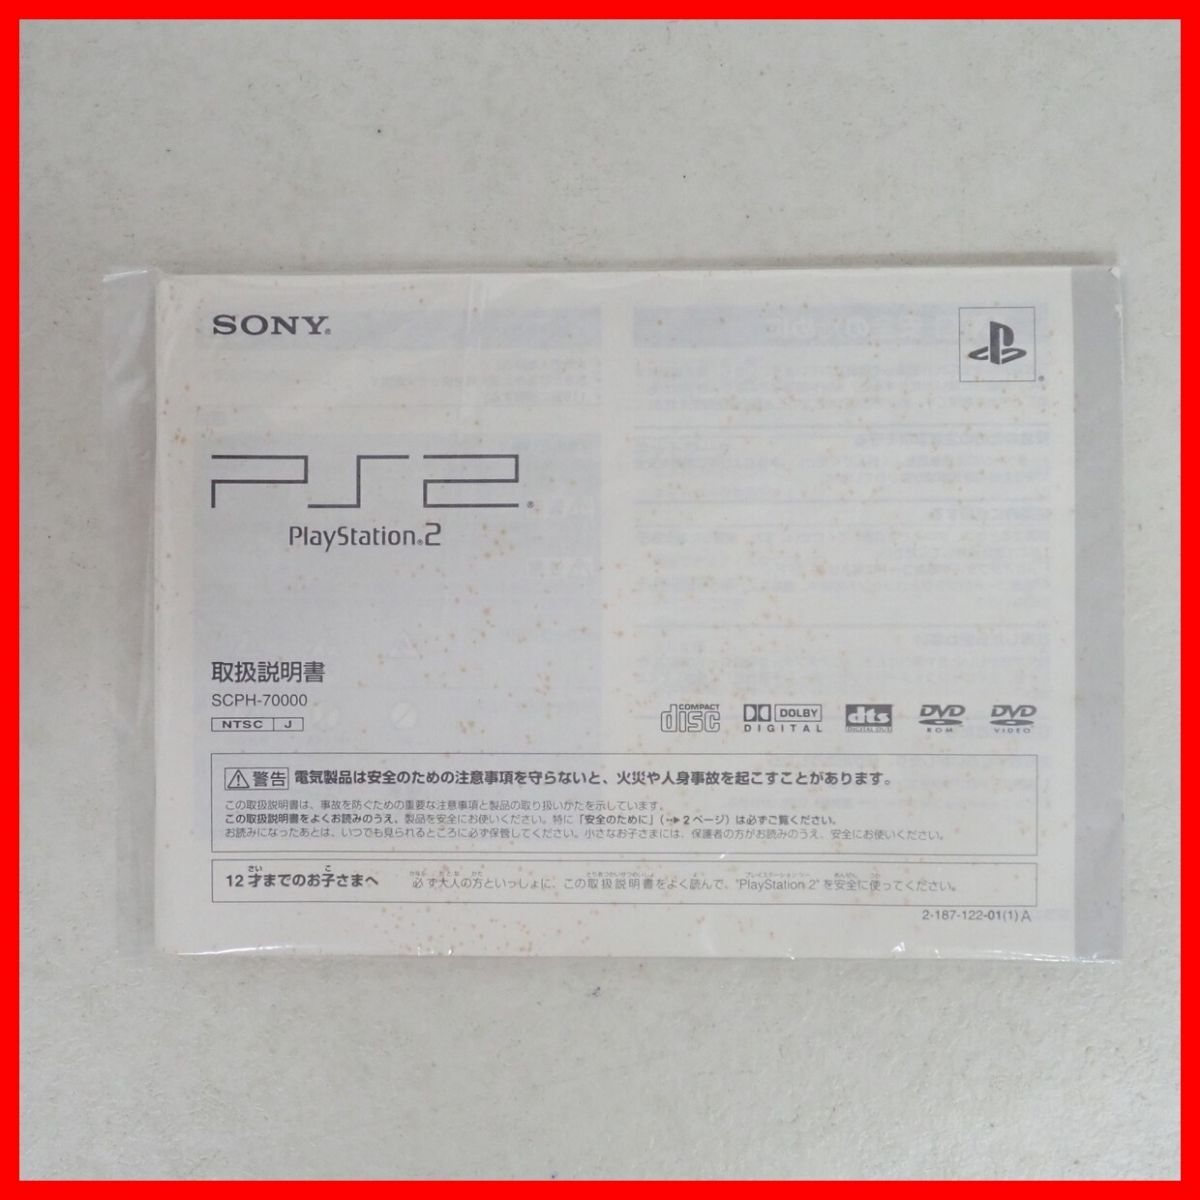 SONY®
PS2®
PlayStation®2
取扱説明書
SCPH-70000
NTSC J
COMPACT disc
DOLBY DIGITAL
dts DIGITAL OUT
DVD ROM
DVD VIDEO
警告 電気製品は安全のための注意事項を守らないと、火災や人身事故を起こすことがあります。
この取扱説明書は、事故を防ぐための重要な注意事項と製品の取り扱いかたを示しています。
この取扱説明書をよくお読みのうえ、製品を安全にお使いください。特に「安全のために」(➔2ページ)は必ずご覧ください。
お読みになったあとは、いつでも見られるところに必ず保管してください。小さなお子さまには、保護者の方がお読みのうえ、安全にお使いください。
12才までのお子さまへ 必ず大人の方といっしょに、この取扱説明書をよく読んで、"PlayStation 2"を安全に使ってください。
2-187-122-01(1) A